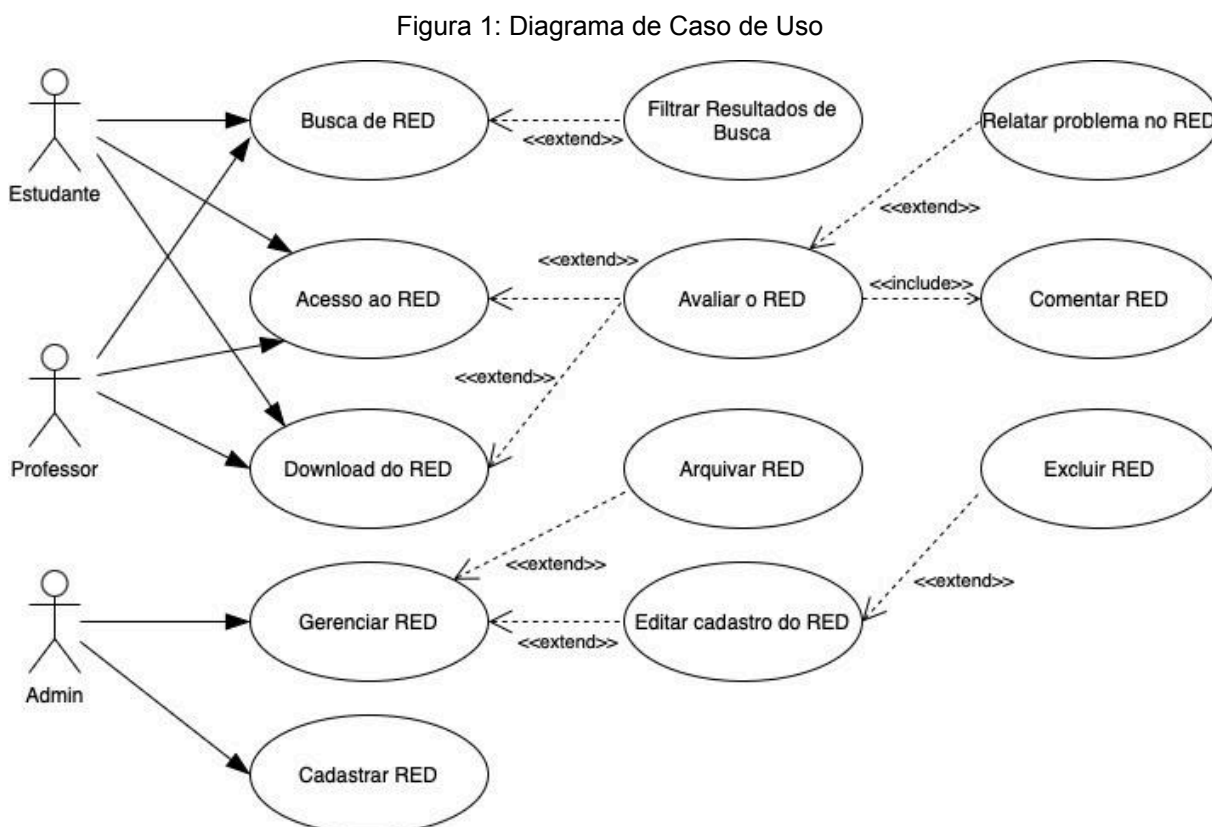 Figura 1: Diagrama de Caso de Uso
Estudante
Busca de RED
<<extend>>
Filtrar Resultados de
Busca
Relatar problema no RED
<<extend>>
Acesso ao RED
<<extend>>
Avaliar o RED
<<include>>
Comentar RED
<<extend>>
Professor
Download do RED
Arquivar RED
Excluir RED
<<extend>>
<<extend>>
Admin
Gerenciar RED
<<extend>>
Editar cadastro do RED
Cadastrar RED